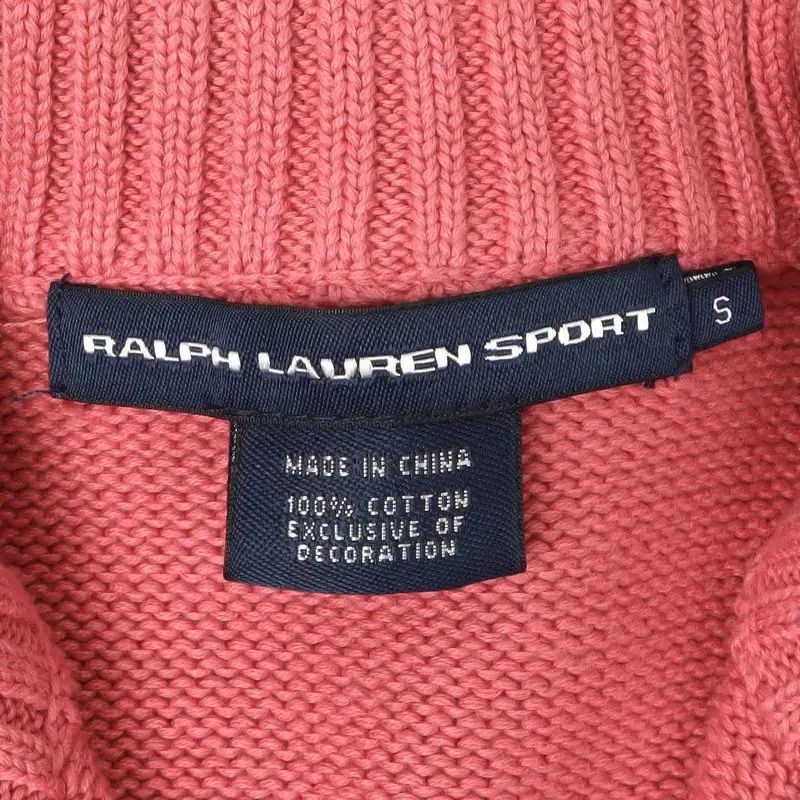 RALPH LAUREN SPORT
S
MADE IN CHINA
100% COTTON
EXCLUSIVE OF
DECORATION